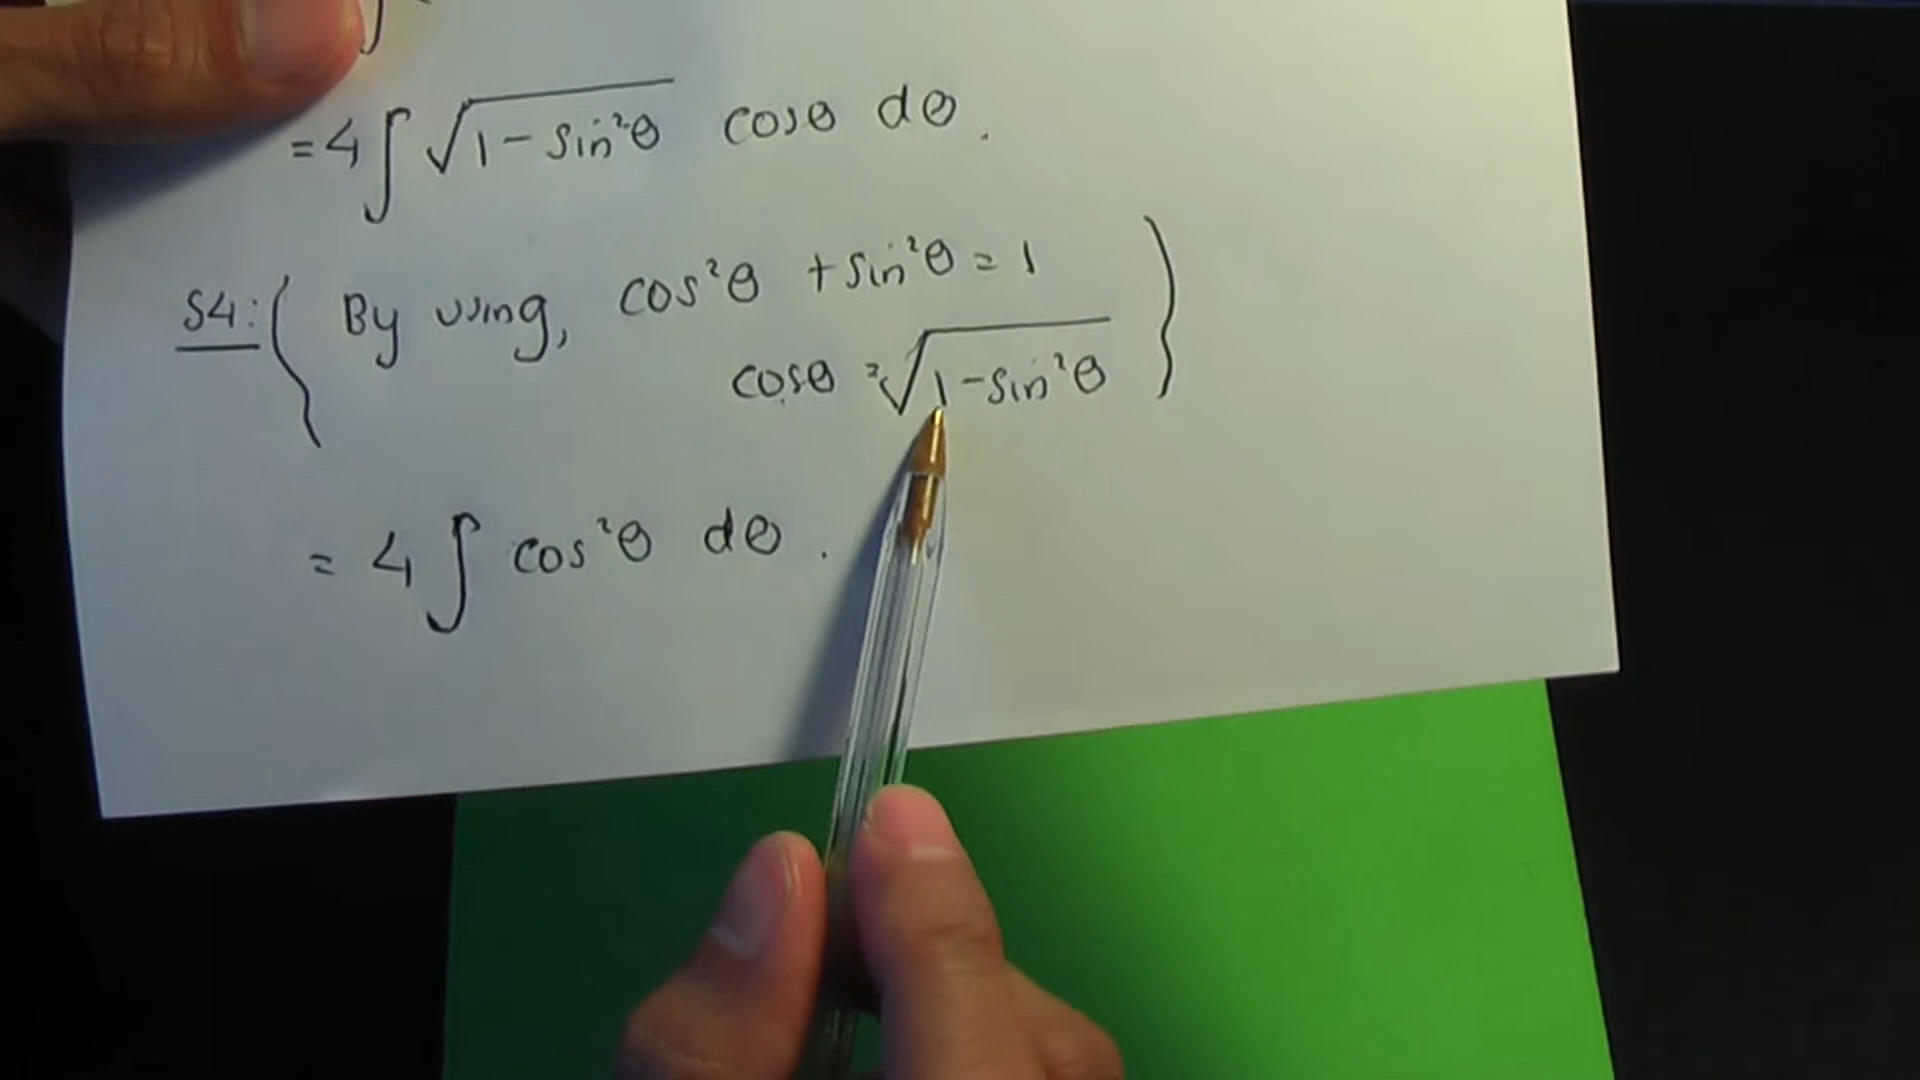 = 4 ∫ √(1 - sin²θ) cosθ dθ .
S4: ( By using, cos²θ + sin²θ = 1 )
cosθ = √(1 - sin²θ)
= 4 ∫ cos²θ dθ .